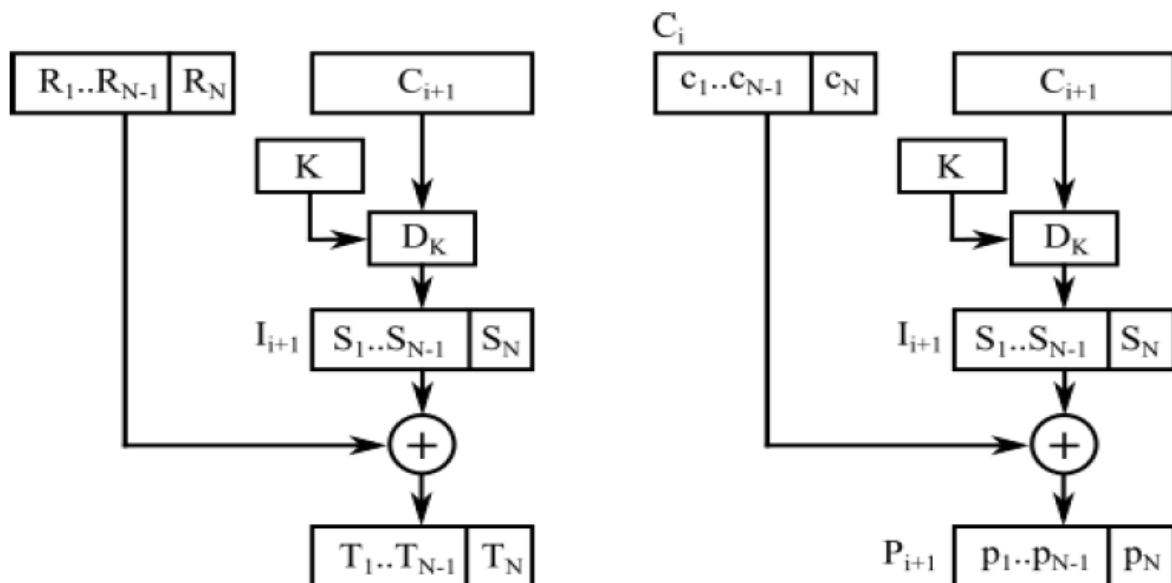 C_i
R_1..R_{N-1} R_N C_{i+1} c_1..c_{N-1} c_N C_{i+1}
K K
D_K D_K
I_{i+1} S_1..S_{N-1} S_N I_{i+1} S_1..S_{N-1} S_N
+ +
T_1..T_{N-1} T_N P_{i+1} p_1..p_{N-1} p_N